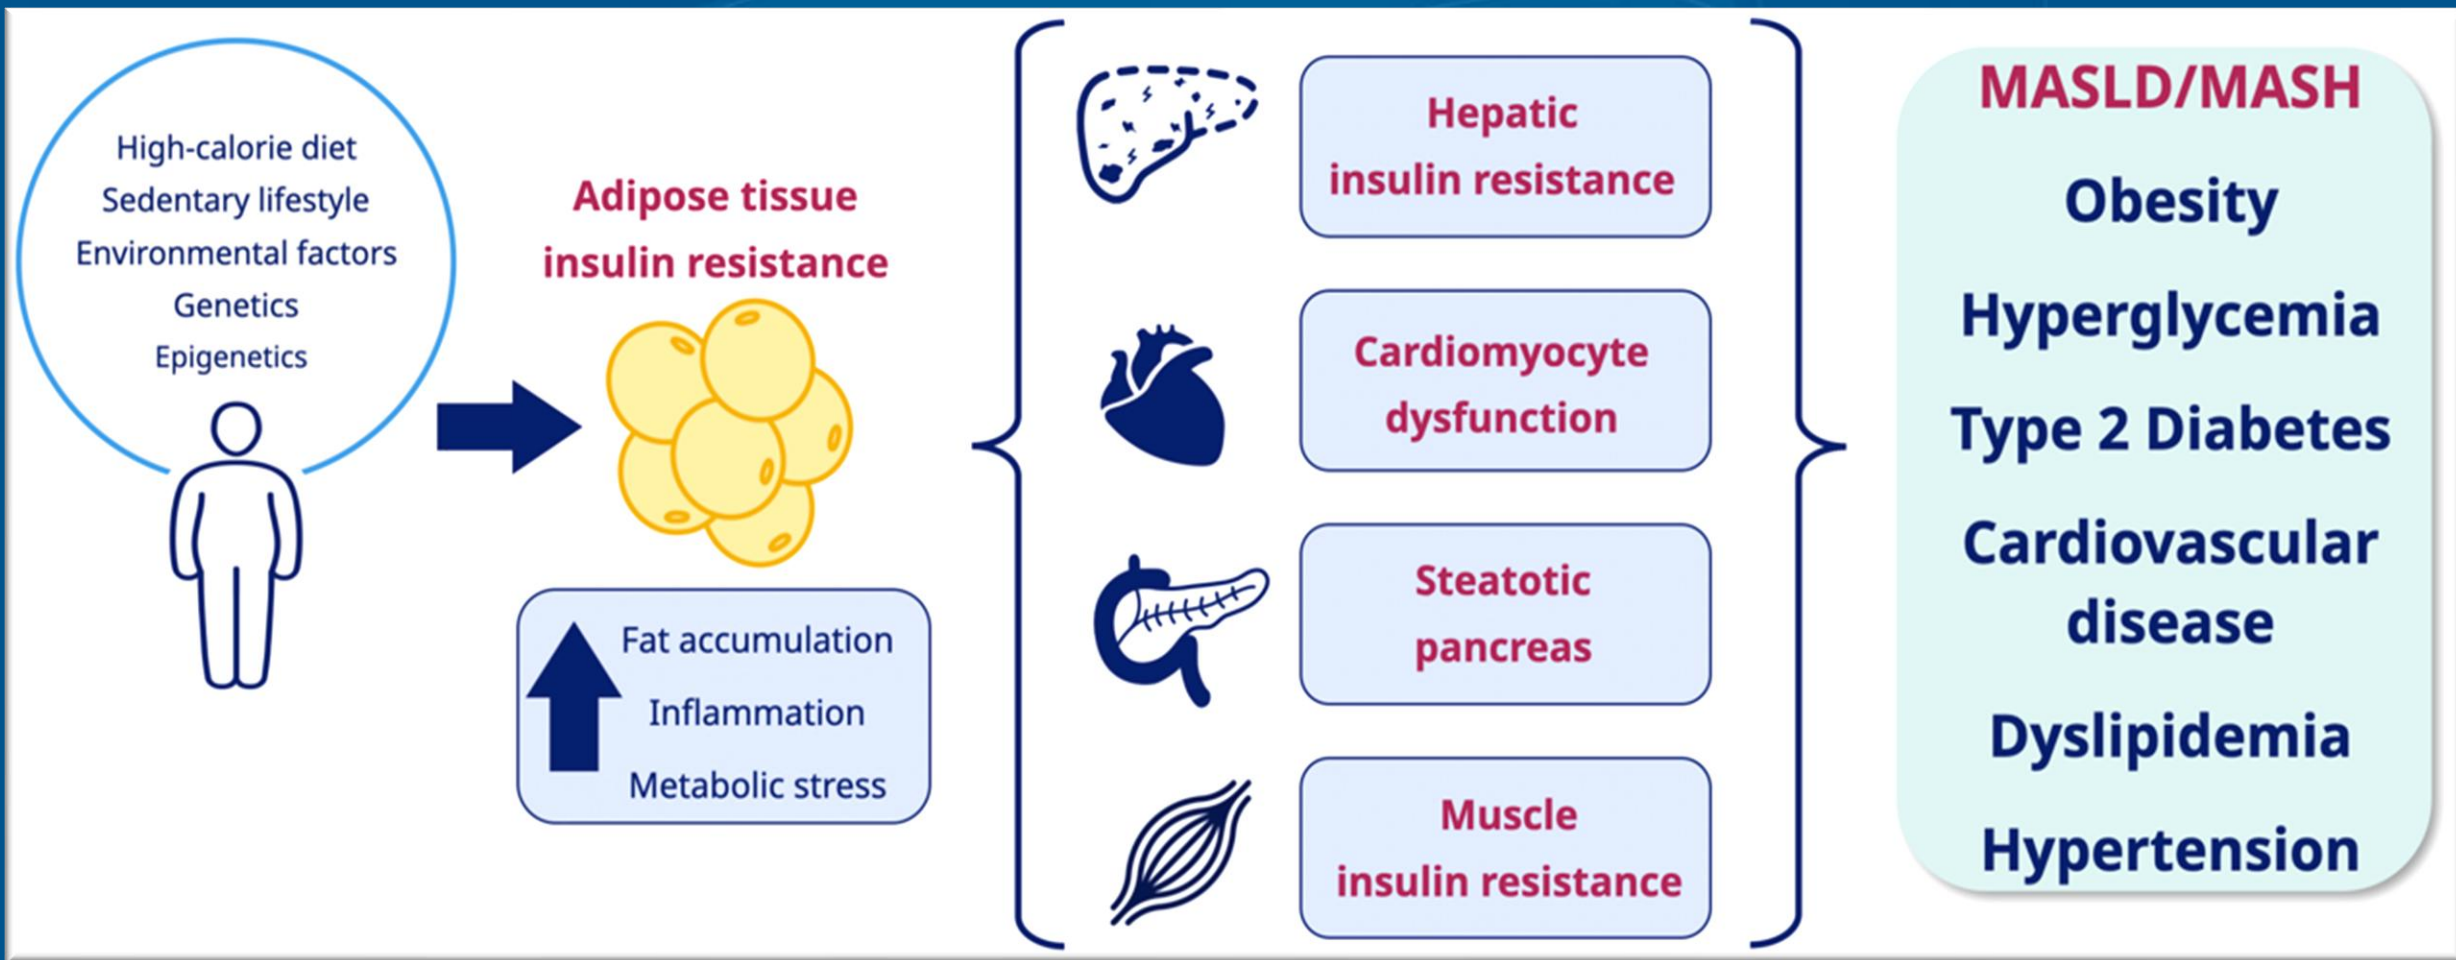 High-calorie diet
Sedentary lifestyle
Environmental factors
Genetics
Epigenetics
Adipose tissue
insulin resistance
Fat accumulation
Inflammation
Metabolic stress
Hepatic
insulin resistance
Cardiomyocyte
dysfunction
Steatotic
pancreas
Muscle
insulin resistance
MASLD/MASH
Obesity
Hyperglycemia
Type 2 Diabetes
Cardiovascular
disease
Dyslipidemia
Hypertension